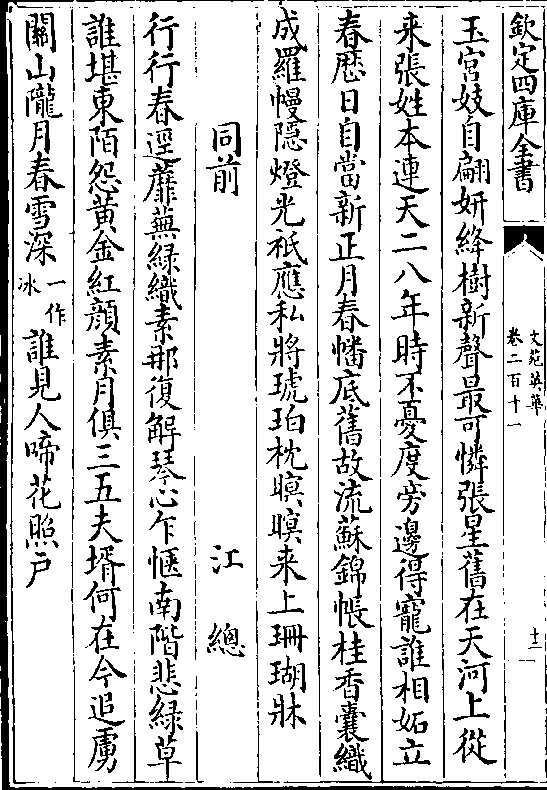 欽定四庫全書
文苑英華
卷二百十一
十二
玉宫妓自翩妍絳樹新聲最可憐張星舊在天河上從
来張姓本連天二八年時不憂度旁邊得寵誰相妬立
春厯日自當新正月春幡底舊故流蘇錦帳桂香囊織
成羅幔隠燈光祇應私將琥珀枕暝暝来上珊瑚牀
同前　江總
行行春逕蘼蕪緑織素那復解琴心乍愜南階悲緑草
誰堪東陌怨黄金紅顔素月俱三五夫壻何在今追虜
關山隴月春雪深一作冰誰見人啼花照户